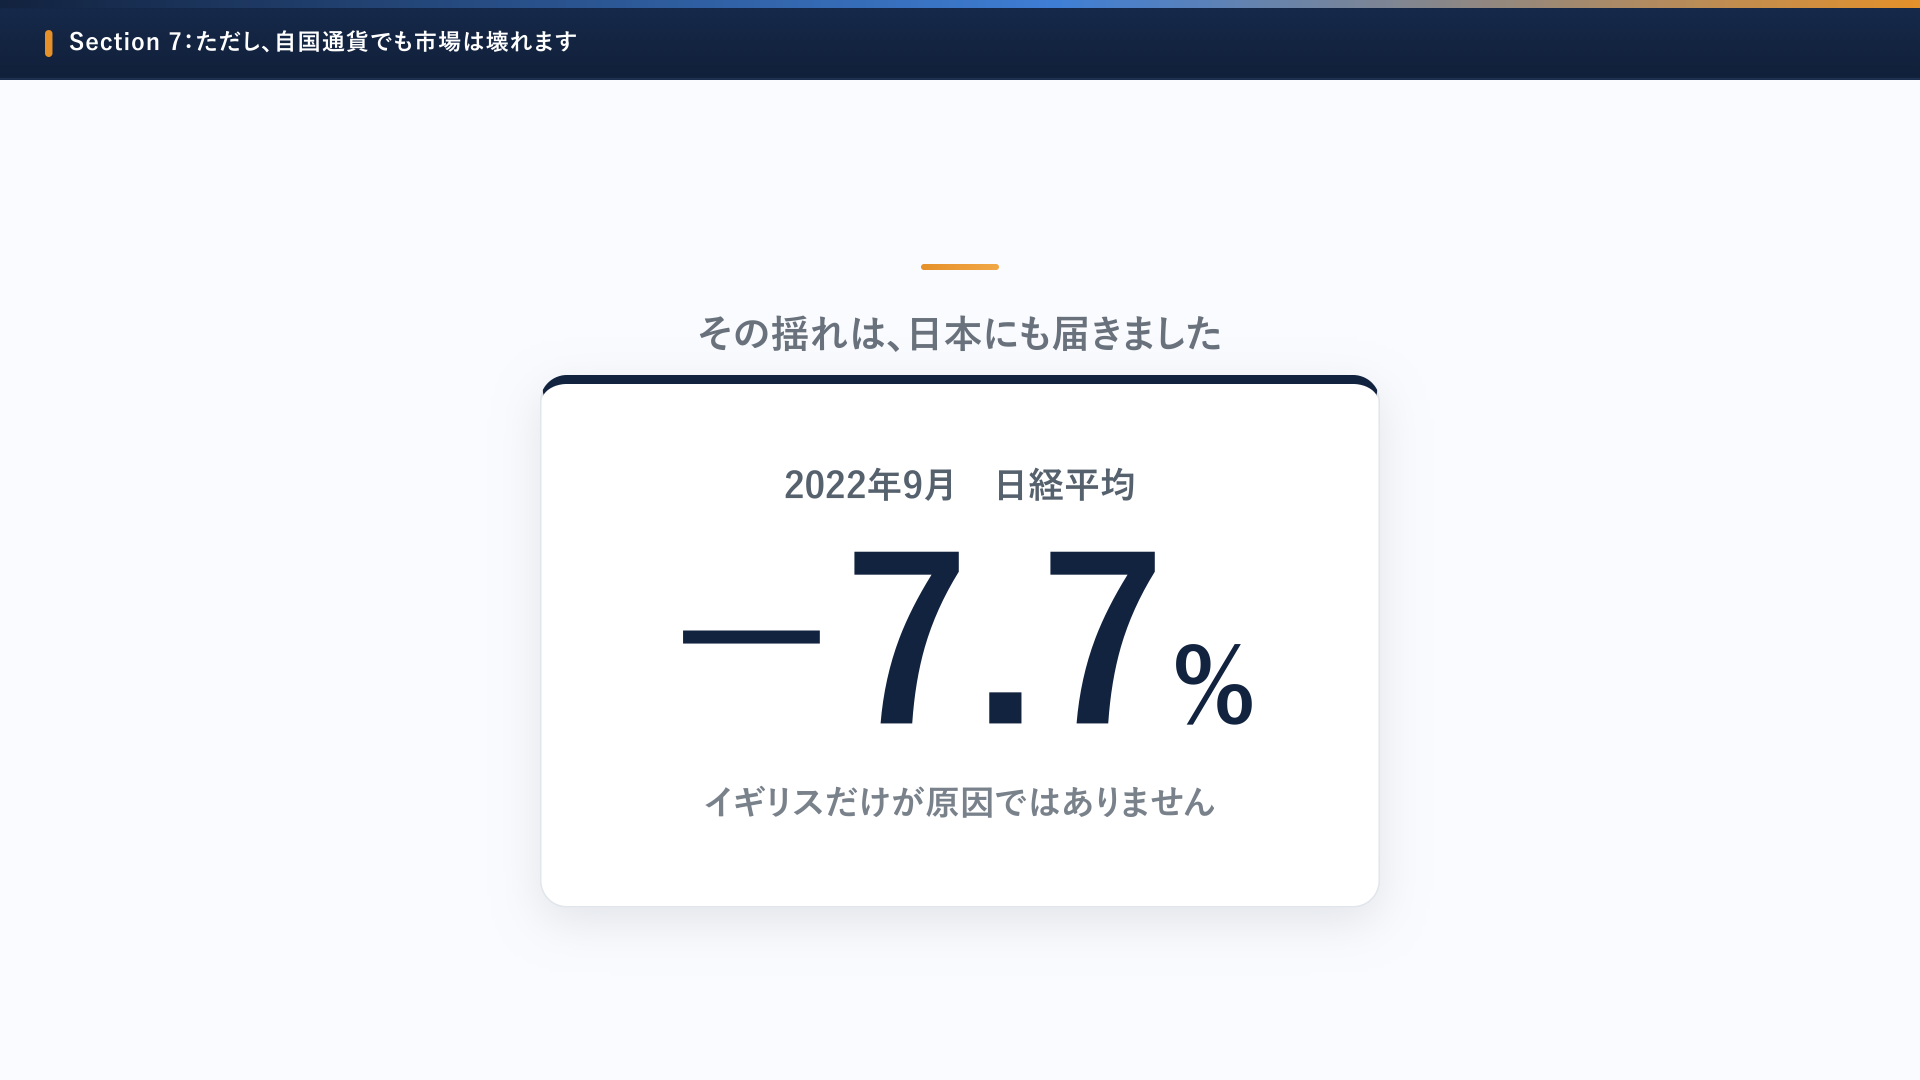 Section 7：ただし、自国通貨でも市場は壊れます
その揺れは、日本にも届きました
2022年9月　日経平均
−7.7%
イギリスだけが原因ではありません